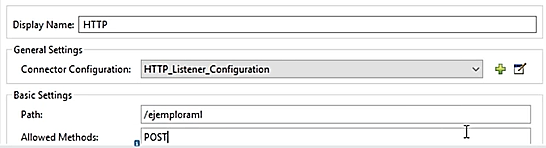 Display Name: HTTP
General Settings
Connector Configuration: HTTP_Listener_Configuration
Basic Settings
Path: /ejemploraml
Allowed Methods: POST